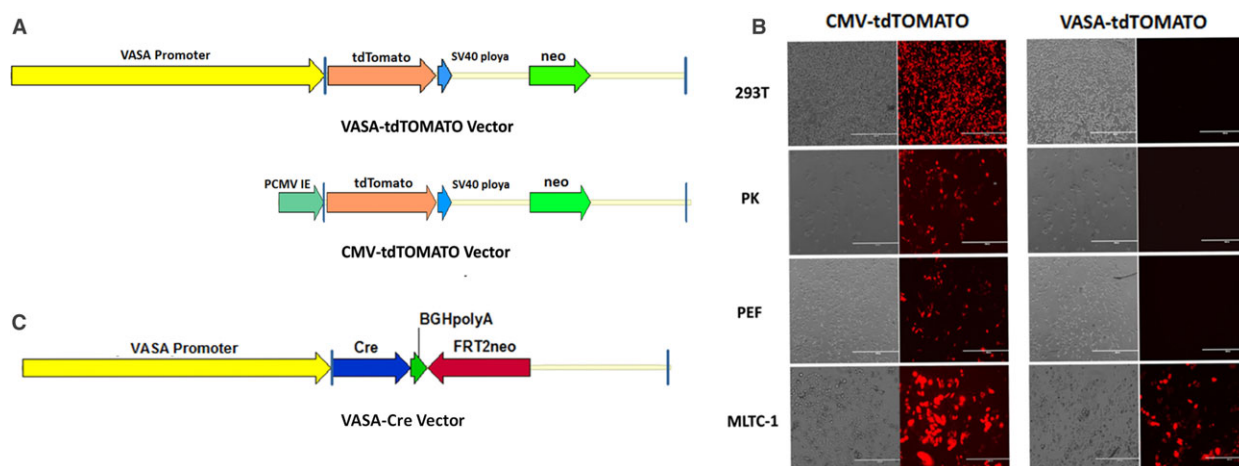 A
VASA Promoter
tdTomato
SV40 ploya
neo
VASA-tdTOMATO Vector
PCMV IE
tdTomato
SV40 ploya
neo
CMV-tdTOMATO Vector
C
BGHpolyA
VASA Promoter
Cre
FRT2neo
VASA-Cre Vector
B
CMV-tdTOMATO
VASA-tdTOMATO
293T
PK
PEF
MLTC-1